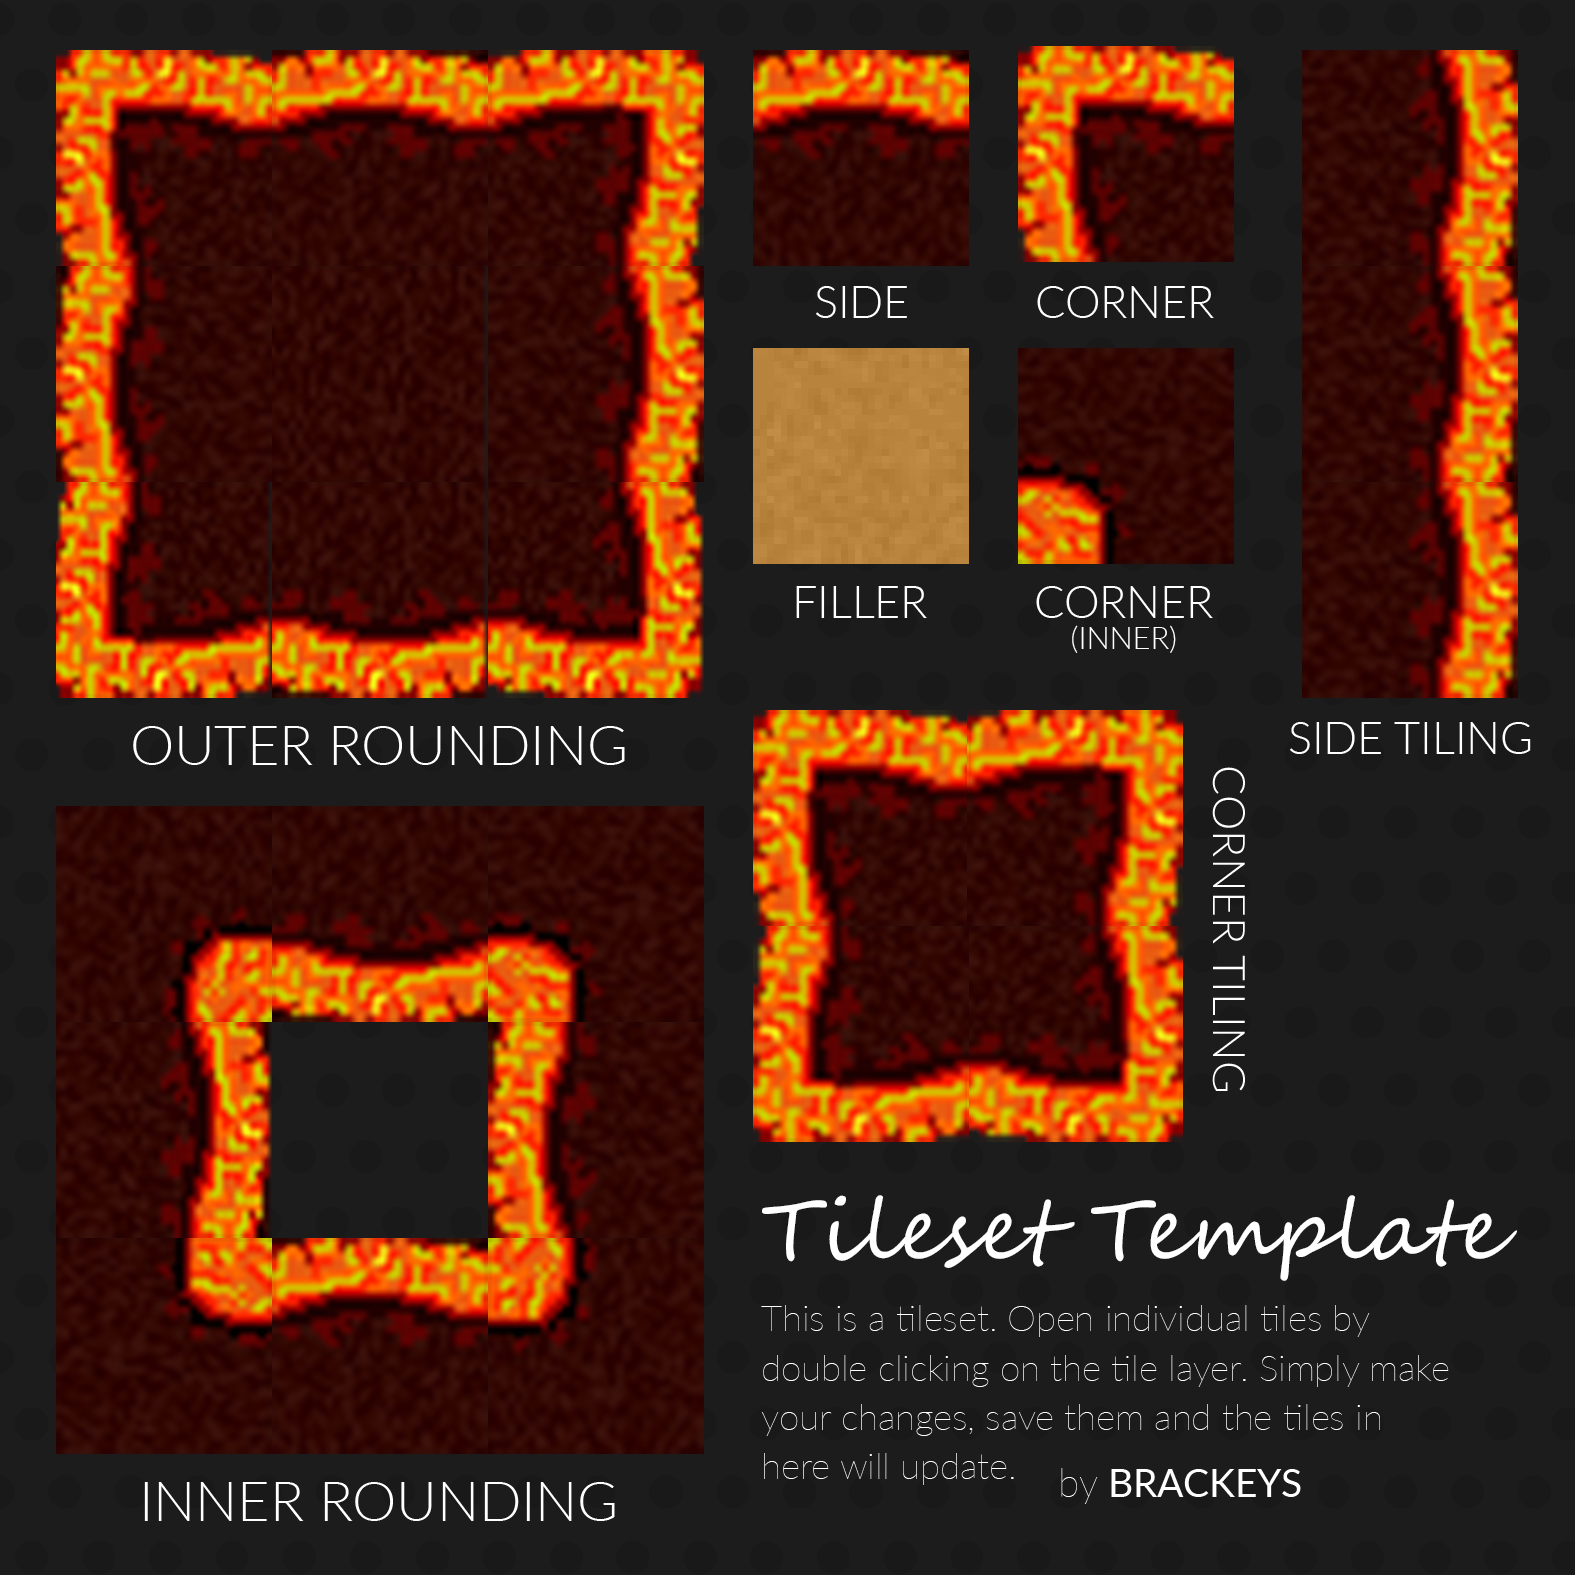 SIDE
CORNER
FILLER
CORNER
(INNER)
OUTER ROUNDING
SIDE TILING
CORNER TILING
INNER ROUNDING
Tileset Template
This is a tileset. Open individual tiles by
double clicking on the tile layer. Simply make
your changes, save them and the tiles in
here will update.
by BRACKEYS